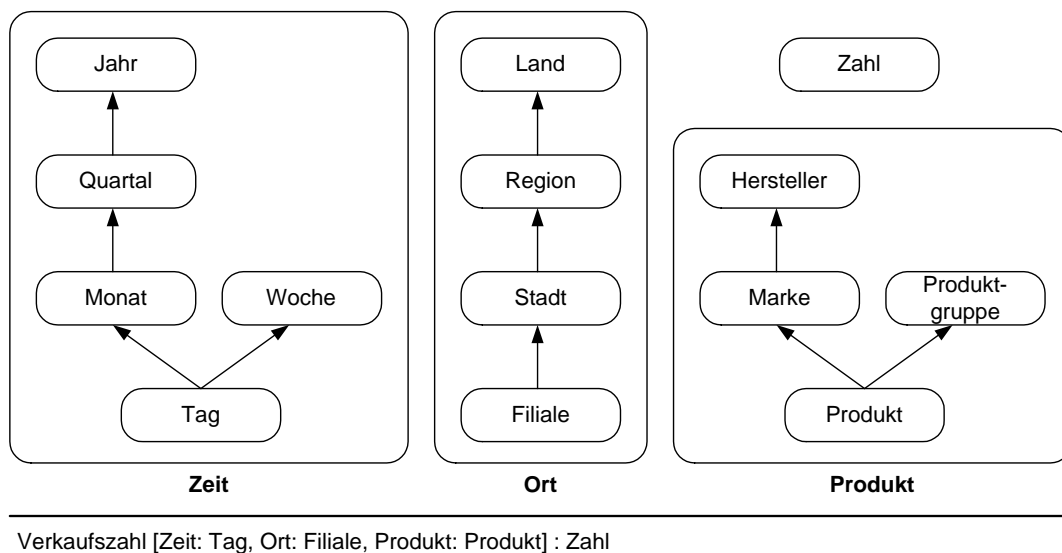 Jahr
Quartal
Monat
Woche
Tag
Zeit
Land
Region
Stadt
Filiale
Ort
Zahl
Hersteller
Marke
Produkt-
gruppe
Produkt
Produkt
Verkaufszahl [Zeit: Tag, Ort: Filiale, Produkt: Produkt] : Zahl